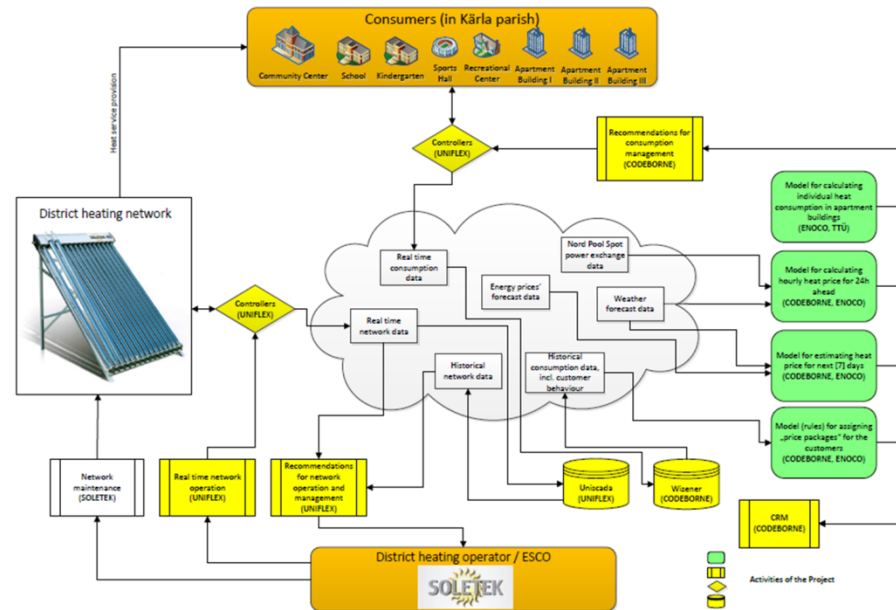 Consumers (in Kärla parish)
Community Center
School
Kindergarten
Sports
Hall
Recreational
Center
Apartment
Building I
Apartment
Building II
Apartment
Building III
Heat service provision
Controllers
(UNIFLEX)
Recommendations for
consumption
management
(CODEBORNE)
District heating network
Model for calculating
individual heat
consumption in apartment
buildings
(ENOCO, TTÜ)
Real time
consumption
data
Nord Pool Spot
power exchange
data
Energy prices'
forecast data
Weather
forecast data
Model for calculating
hourly heat price for 24h
ahead
(CODEBORNE, ENOCO)
Controllers
(UNIFLEX)
Real time
network data
Historical
network data
Historical
consumption data,
incl. customer
behaviour
Model for estimating heat
price for next [7] days
(CODEBORNE, ENOCO)
Model (rules) for assigning
„price packages" for the
customers
(CODEBORNE, ENOCO)
Network
maintenance
(SOLETEK)
Real time network
operation
(UNIFLEX)
Recommendations
for network
operation and
management
(UNIFLEX)
Uniscada
(UNIFLEX)
Wizener
(CODEBORNE)
CRM
(CODEBORNE)
District heating operator / ESCO
SOLETEK
Activities of the Project